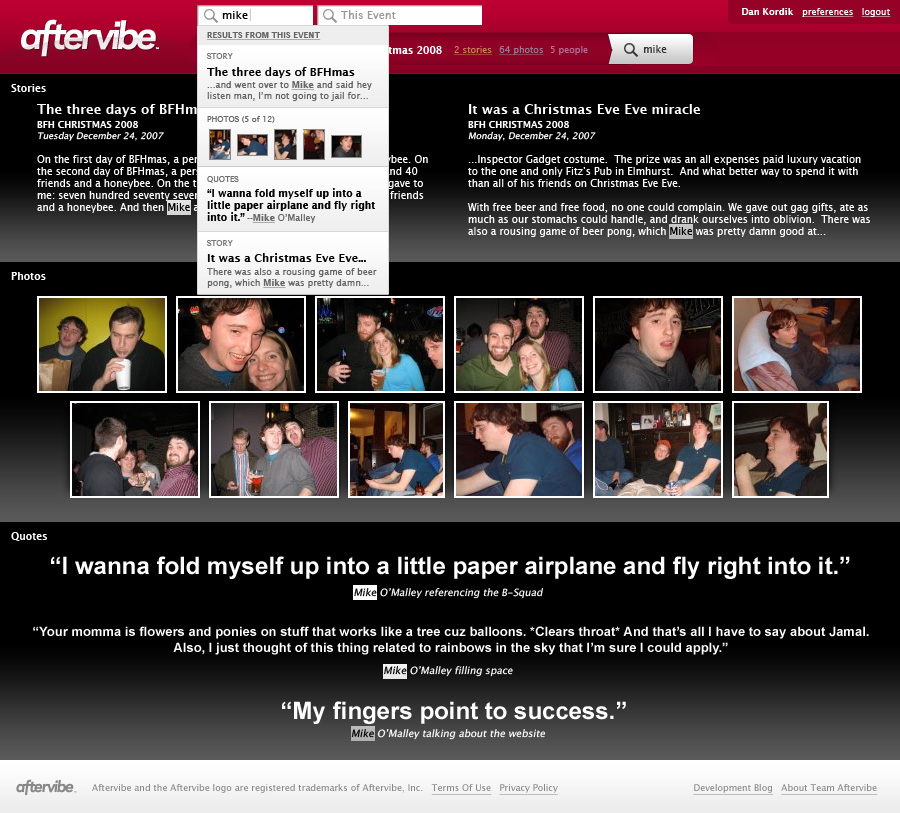 mike
This Event
Dan Kordik preferences logout
aftervibe.
tmas 2008 2 stories 64 photos 5 people
mike
RESULTS FROM THIS EVENT
STORY
The three days of BFHmas
...and went over to Mike and said hey
listen man, I'm not going to jail for...
PHOTOS (5 of 12)
QUOTES
“I wanna fold myself up into a
little paper airplane and fly right
into it.” --Mike O'Malley
STORY
It was a Christmas Eve Eve...
There was also a rousing game of beer
pong, which Mike was pretty damn...
Stories
The three days of BFHm
BFH CHRISTMAS 2008
Tuesday December 24, 2007
On the first day of BFHmas, a per ybee. On
the second day of BFHmas, a pers nd 40
friends and a honeybee. On the t gave to
me: seven hundred seventy seve friends
and a honeybee. And then Mike a
It was a Christmas Eve Eve miracle
BFH CHRISTMAS 2008
Monday, December 24, 2007
...Inspector Gadget costume. The prize was an all expenses paid luxury vacation
to the one and only Fitz's Pub in Elmhurst. And what better way to spend it with
than all of his friends on Christmas Eve Eve.
With free beer and free food, no one could complain. We gave out gag gifts, ate as
much as our stomachs could handle, and drank ourselves into oblivion. There was
also a rousing game of beer pong, which Mike was pretty damn good at...
Photos
Quotes
“I wanna fold myself up into a little paper airplane and fly right into it.”
Mike O'Malley referencing the B-Squad
“Your momma is flowers and ponies on stuff that works like a tree cuz balloons. *Clears throat* And that's all I have to say about Jamal.
Also, I just thought of this thing related to rainbows in the sky that I'm sure I could apply.”
Mike O'Malley filling space
“My fingers point to success.”
Mike O'Malley talking about the website
aftervibe. Aftervibe and the Aftervibe logo are registered trademarks of Aftervibe, Inc. Terms Of Use Privacy Policy Development Blog About Team Aftervibe